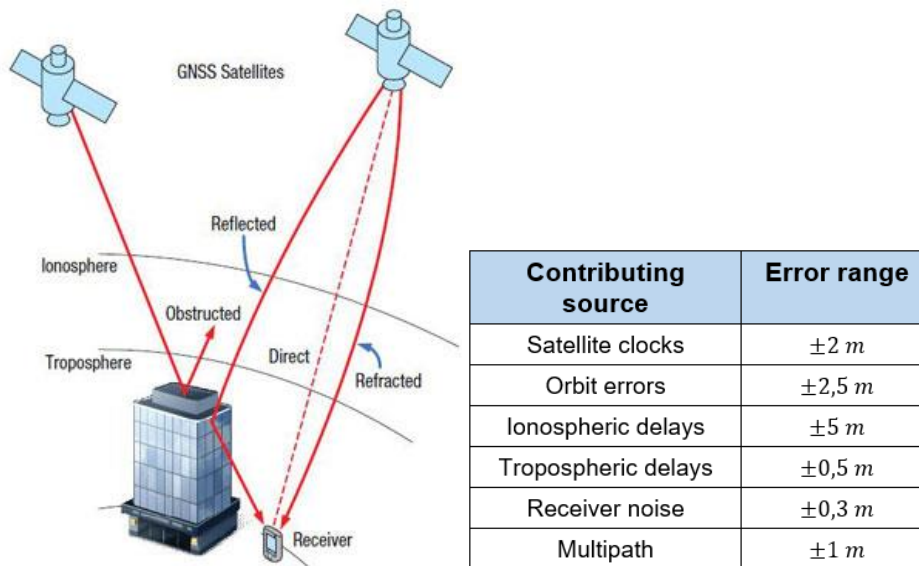 GNSS Satellites
Reflected
Ionosphere
Obstructed
Troposphere
Direct
Refracted
Receiver
Contributing
source
Error range
Satellite clocks
±2 m
Orbit errors
±2,5 m
Ionospheric delays
±5 m
Tropospheric delays
±0,5 m
Receiver noise
±0,3 m
Multipath
±1 m